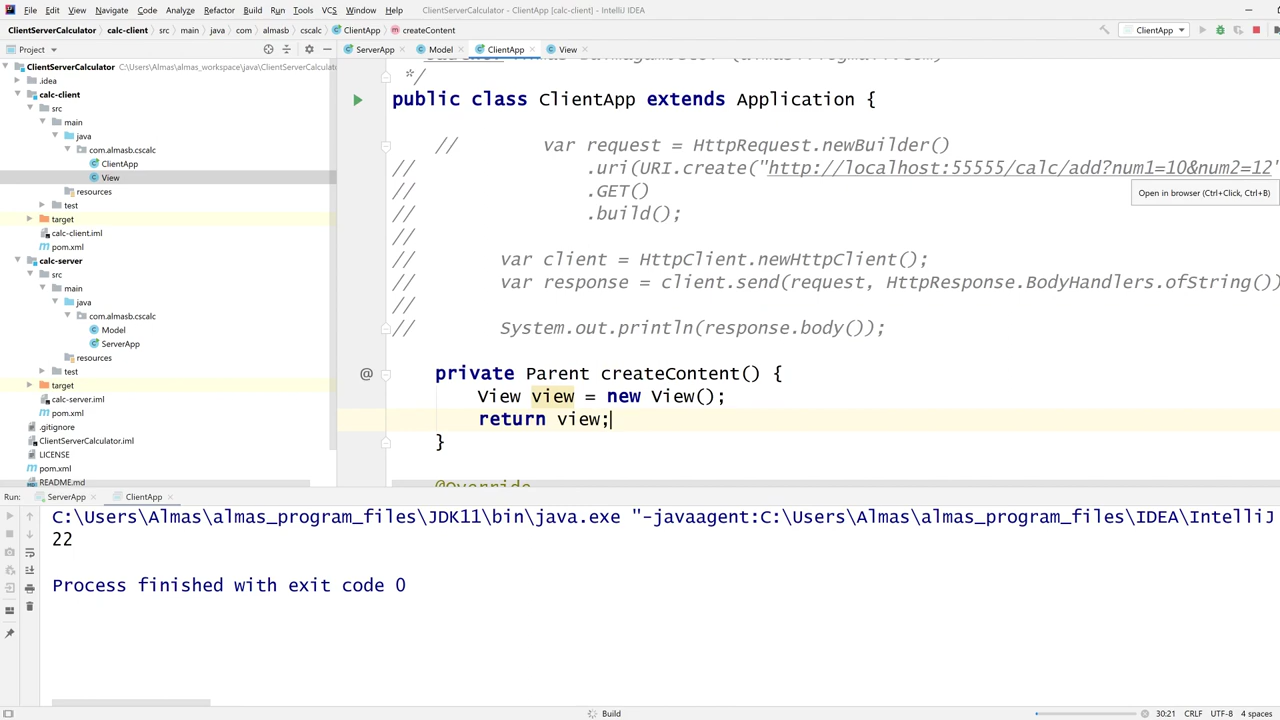 File Edit View Navigate Code Analyze Refactor Build Run Tools VCS Window Help ClientServerCalculator - ClientApp [calc-client] - IntelliJ IDEA
ClientServerCalculator calc-client src main java com almasb cscalc ClientApp createContent ClientApp
Project ServerApp Model ClientApp View
ClientServerCalculator C:\Users\Almas\almas_workspace\java\ClientServerCalculato
.idea
calc-client
src
main
java
com.almasb.cscalc
ClientApp
View
resources
test
target
calc-client.iml
pom.xml
calc-server
src
main
java
com.almasb.cscalc
Model
ServerApp
resources
test
target
calc-server.iml
pom.xml
.gitignore
ClientServerCalculator.iml
LICENSE
pom.xml
README.md
*/
public class ClientApp extends Application {
// var request = HttpRequest.newBuilder()
// .uri(URI.create("http://localhost:55555/calc/add?num1=10&num2=12"
Open in browser (Ctrl+Click, Ctrl+B)
// .GET()
// .build();
//
// var client = HttpClient.newHttpClient();
// var response = client.send(request, HttpResponse.BodyHandlers.ofString())
//
// System.out.println(response.body());
@ private Parent createContent() {
View view = new View();
return view;
}
@Override
Run: ServerApp ClientApp
C:\Users\Almas\almas_program_files\JDK11\bin\java.exe "-javaagent:C:\Users\Almas\almas_program_files\IDEA\IntelliJ
22
Process finished with exit code 0
Build 30:21 CRLF UTF-8 4 spaces